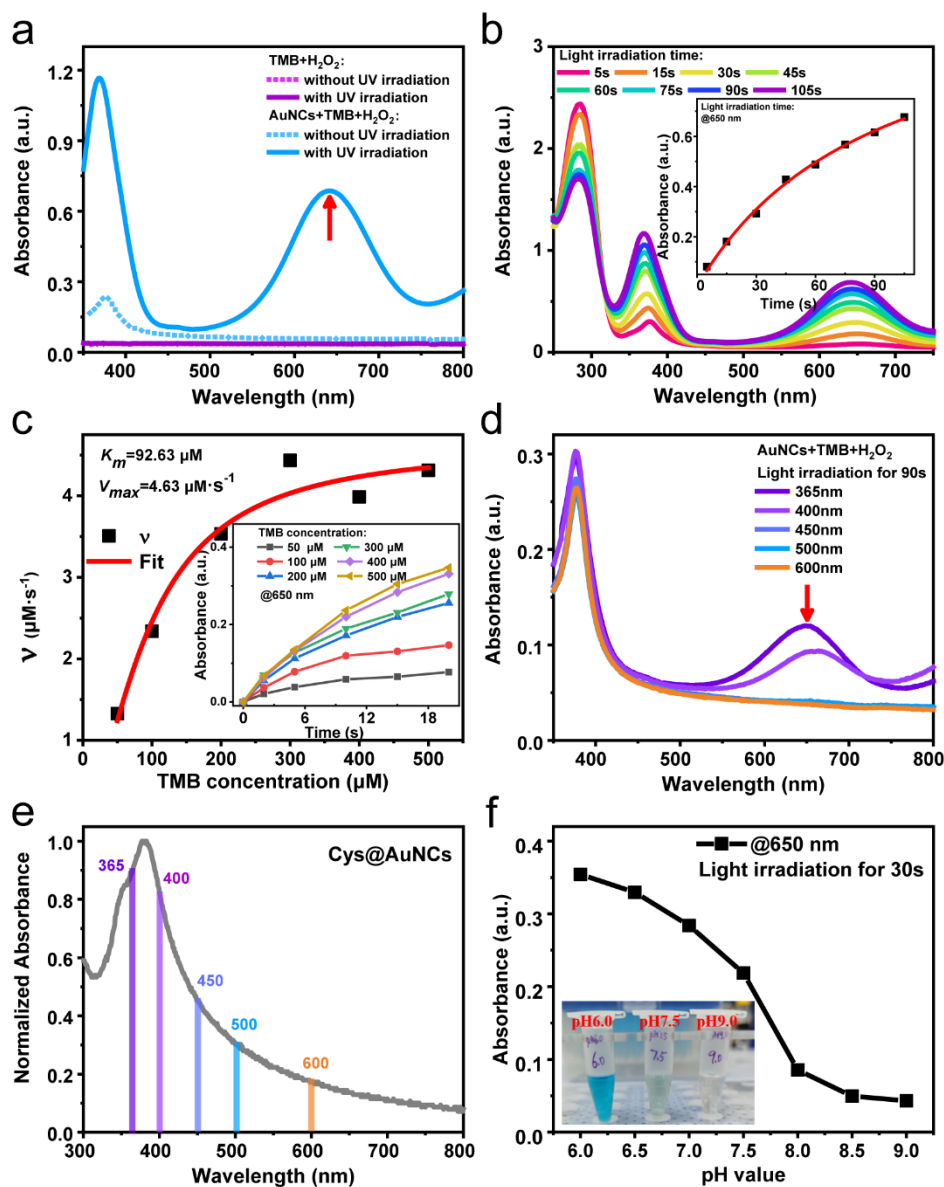 a
TMB+H₂O₂:
without UV irradiation
with UV irradiation
AuNCs+TMB+H₂O₂:
without UV irradiation
with UV irradiation
1.2
0.9
0.6
0.3
0.0
400 500 600 700 800
Absorbance (a.u.)
Wavelength (nm)
b
Light irradiation time:
5s 15s 30s 45s
60s 75s 90s 105s
3
2
1
0
250 350 450 550 650 750
Absorbance (a.u.)
Wavelength (nm)
Light irradiation time:
@650 nm
0.6
0.4
0.2
0 30 60 90
Absorbance (a.u.)
Time (s)
c
Km=92.63 μM
Vmax=4.63 μM·s⁻¹
ν
Fit
4
3
2
1
0 100 200 300 400 500
ν (μM·s⁻¹)
TMB concentration (μM)
TMB concentration:
50 μM 300 μM
100 μM 400 μM
200 μM 500 μM
@650 nm
0.4
0.2
0.0
0 6 12 18
Absorbance (a.u.)
Time (s)
d
AuNCs+TMB+H₂O₂
Light irradiation for 90s
365nm
400nm
450nm
500nm
600nm
0.3
0.2
0.1
0.0
400 500 600 700 800
Absorbance (a.u.)
Wavelength (nm)
e
Cys@AuNCs
365
400
450
500
600
1.0
0.8
0.6
0.4
0.2
0.0
300 400 500 600 700 800
Normalized Absorbance
Wavelength (nm)
f
@650 nm
Light irradiation for 30s
0.4
0.3
0.2
0.1
0.0
6.0 6.5 7.0 7.5 8.0 8.5 9.0
Absorbance (a.u.)
pH value
pH6.0 pH7.5 pH9.0
6.0 7.5 9.0